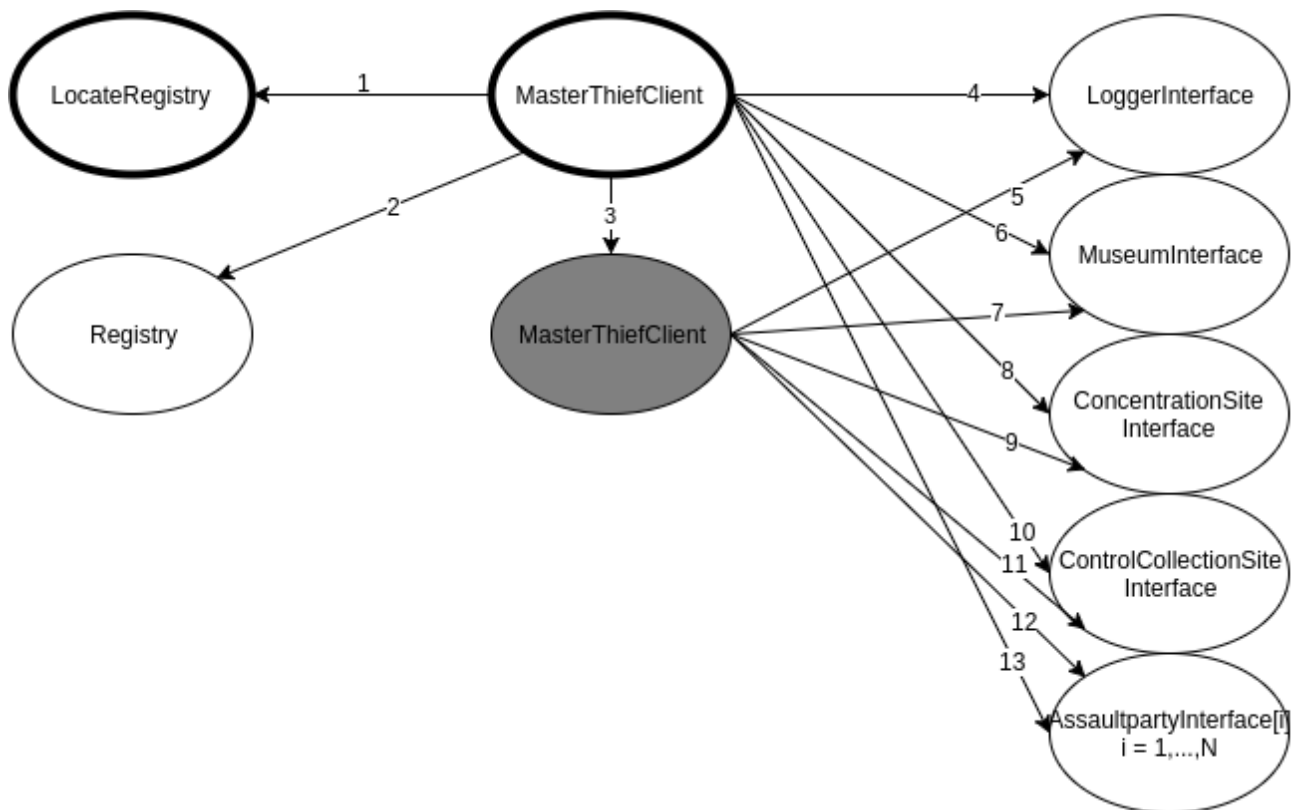 LocateRegistry
1
MasterThiefClient
4
LoggerInterface
2
3
5
6
MuseumInterface
Registry
MasterThiefClient
7
8
9
ConcentrationSite
Interface
10
11
ControlCollectionSite
Interface
12
13
AssaultpartyInterface[i]
i = 1,...,N